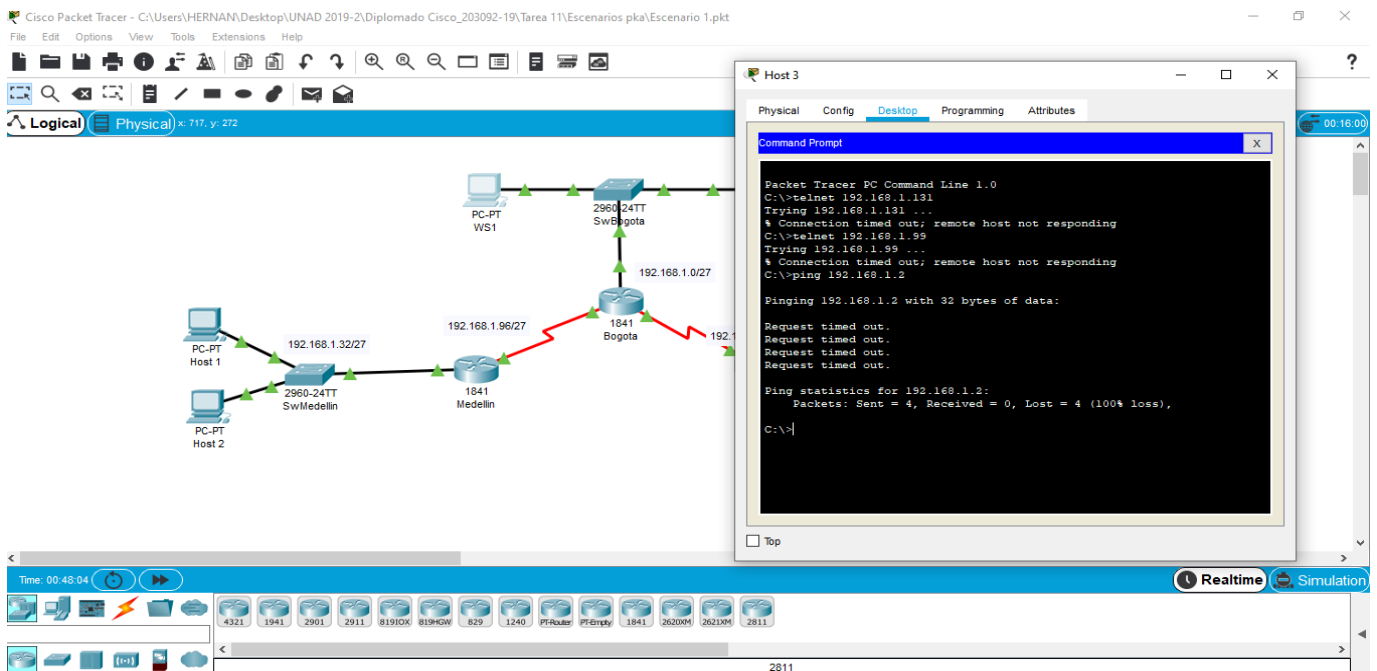 Cisco Packet Tracer - C:\Users\HERNAN\Desktop\UNAD 2019-2\Diplomado Cisco_203092-19\Tarea 11\Escenarios pka\Escenario 1.pkt
File Edit Options View Tools Extensions Help
?
Logical Physical x: 717, y: 272
00:16:00
PC-PT
WS1
2960-24TT
SwBogota
192.168.1.0/27
1841
Bogota
192.168.1.96/27
192.1
PC-PT
Host 1
192.168.1.32/27
2960-24TT
SwMedellin
1841
Medellin
PC-PT
Host 2
Host 3
Physical Config Desktop Programming Attributes
Command Prompt
X
Packet Tracer PC Command Line 1.0
C:\>telnet 192.168.1.131
Trying 192.168.1.131 ...
% Connection timed out; remote host not responding
C:\>telnet 192.168.1.99
Trying 192.168.1.99 ...
% Connection timed out; remote host not responding
C:\>ping 192.168.1.2
Pinging 192.168.1.2 with 32 bytes of data:
Request timed out.
Request timed out.
Request timed out.
Request timed out.
Ping statistics for 192.168.1.2:
Packets: Sent = 4, Received = 0, Lost = 4 (100% loss),
C:\>
Top
Time: 00:48:04
Realtime Simulation
4321 1941 2901 2911 819IOX 819HGW 829 1240 PT-Router PT-Empty 1841 2620XM 2621XM 2811
2811